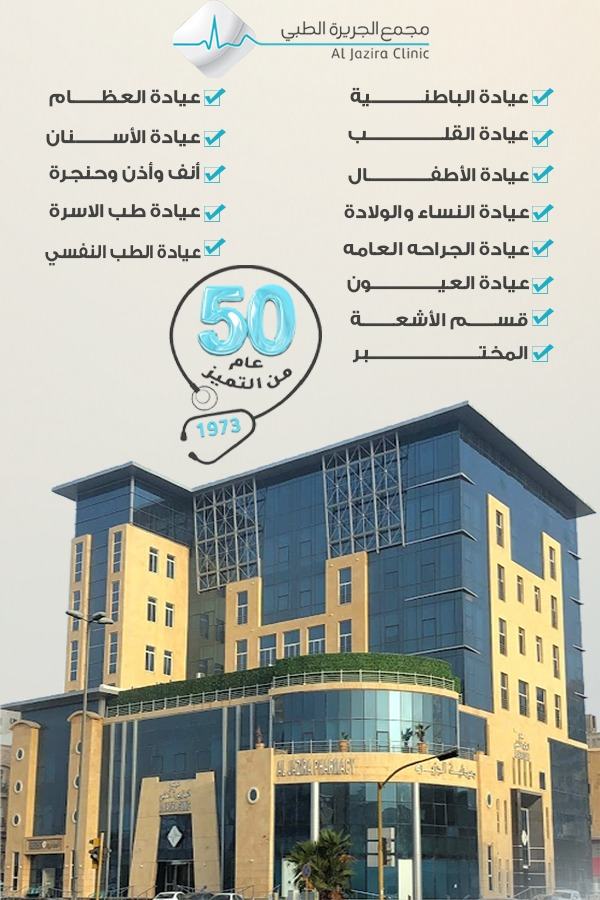 مجمع الجزيرة الطبي
Al Jazira Clinic
عيادة الباطنية
عيادة القلب
عيادة الأطفال
عيادة النساء والولادة
عيادة الجراحه العامه
عيادة العيون
قسم الأشعة
المختبر
عيادة العظام
عيادة الأسنان
أنف وأذن وحنجرة
عيادة طب الاسرة
عيادة الطب النفسي
50
عام
من التميز
1973
AL JAZIRA PHARMACY